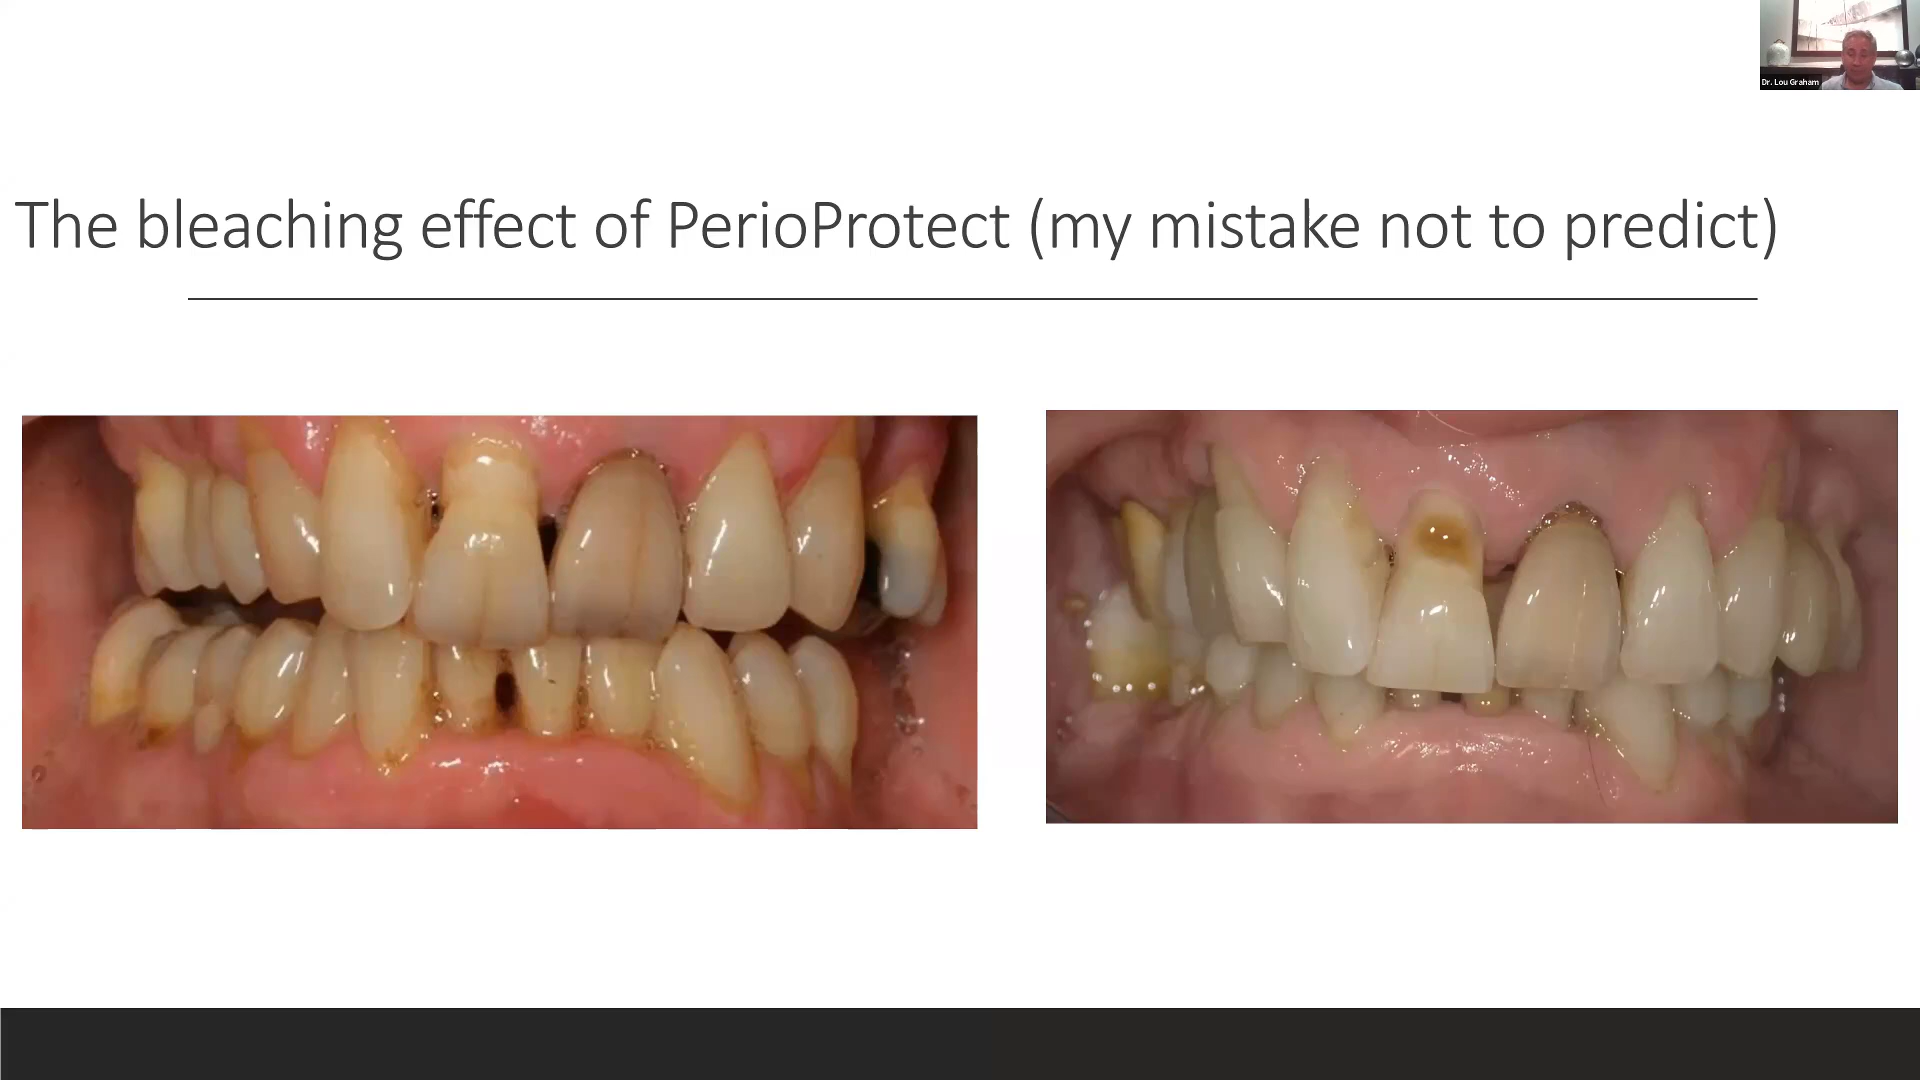 Dr. Lou Graham
The bleaching effect of PerioProtect (my mistake not to predict)